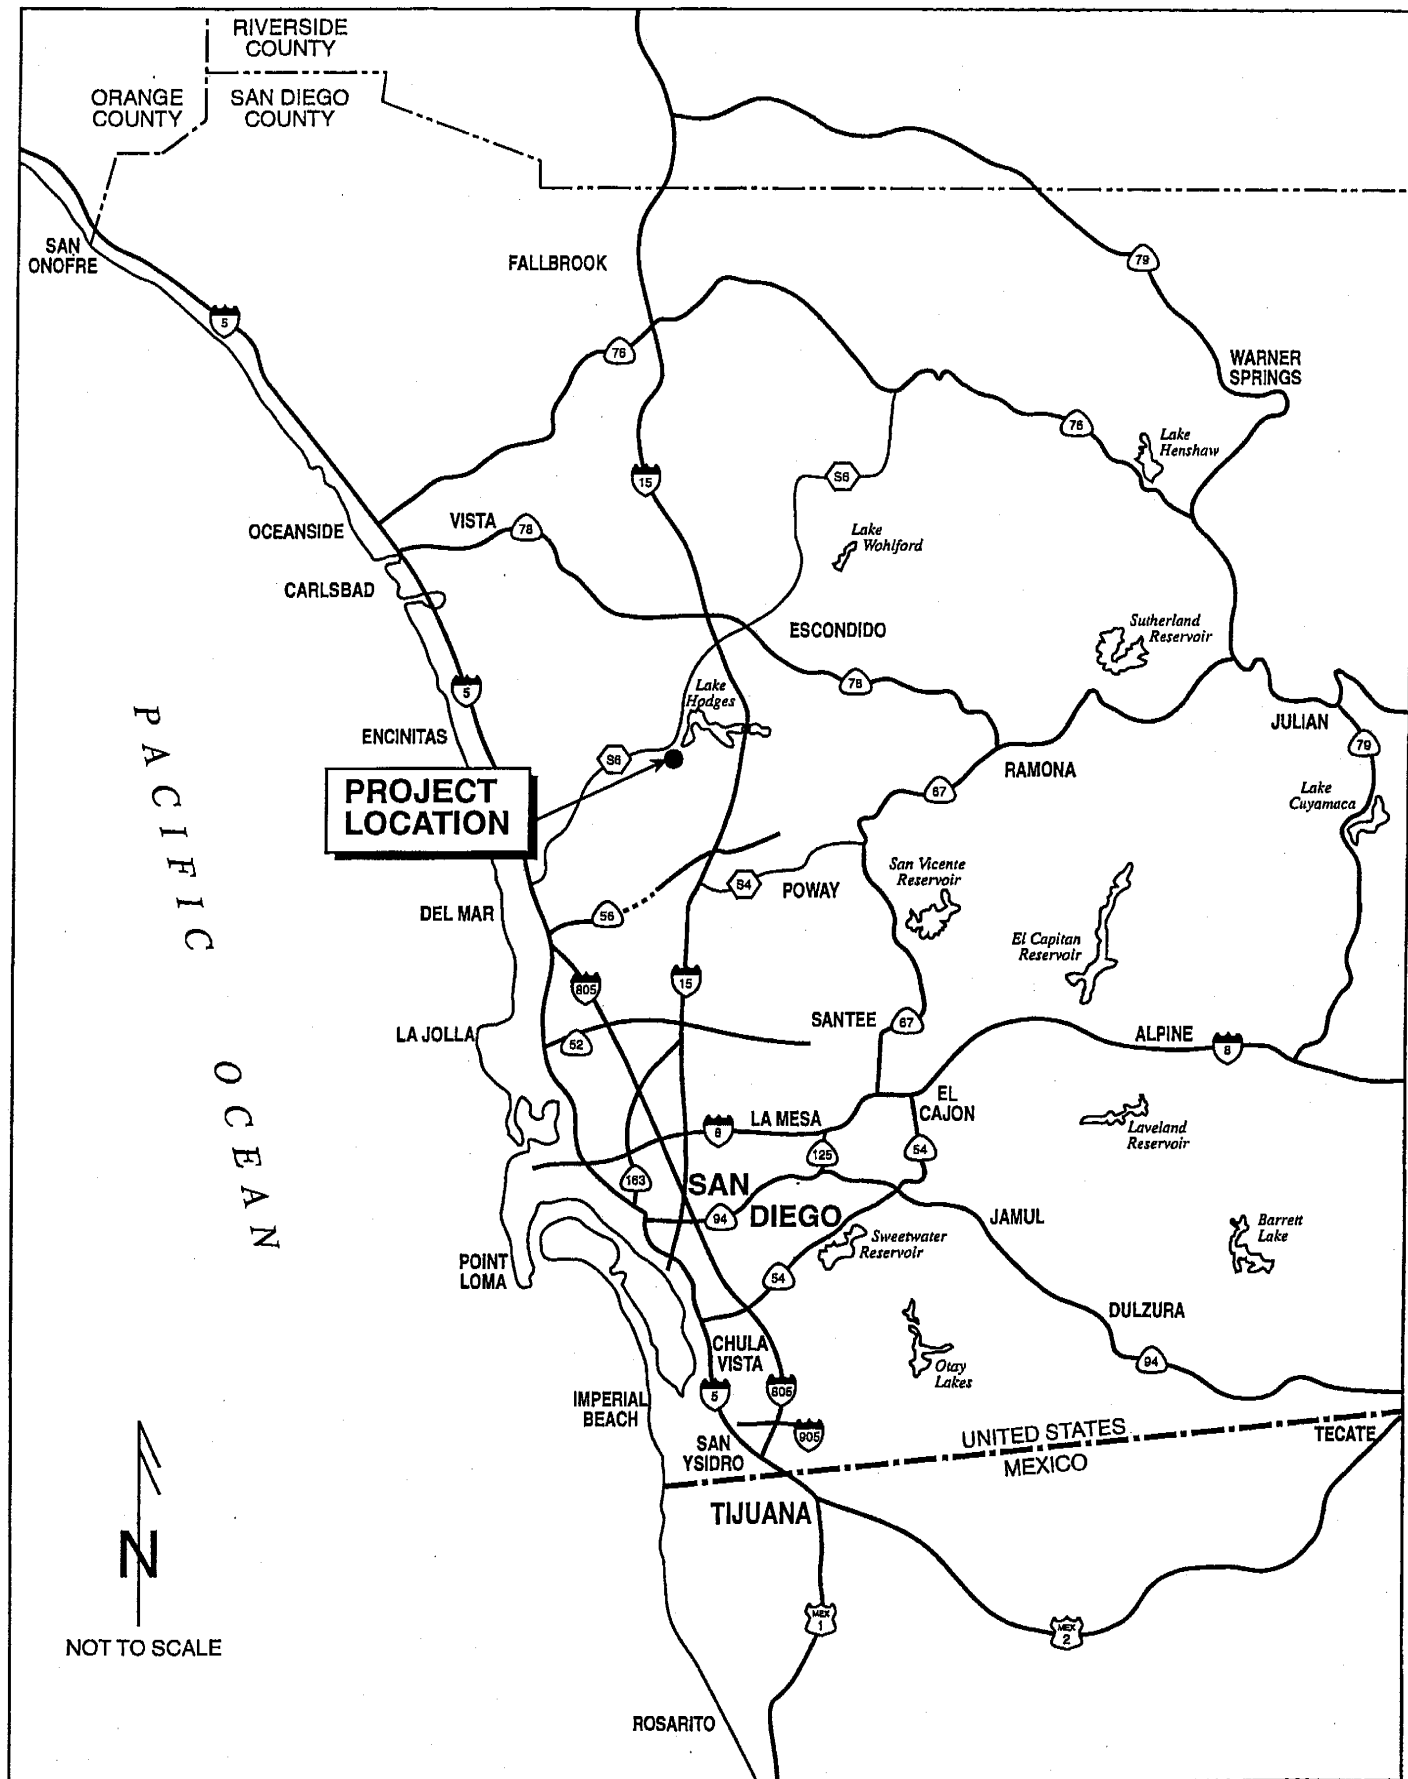 RIVERSIDE
COUNTY
ORANGE
COUNTY
SAN DIEGO
COUNTY
SAN
ONOFRE
FALLBROOK
79
5
76
WARNER
SPRINGS
76
Lake
Henshaw
15
S6
OCEANSIDE
VISTA
78
Lake
Wohlford
CARLSBAD
ESCONDIDO
Sutherland
Reservoir
5
78
Lake
Hodges
JULIAN
79
ENCINITAS
S6
RAMONA
PROJECT
LOCATION
67
Lake
Cuyamaca
San Vicente
Reservoir
S4
POWAY
DEL MAR
56
El Capitan
Reservoir
805
15
LA JOLLA
52
SANTEE
67
ALPINE
8
EL
CAJON
LA MESA
8
Laveland
Reservoir
125
54
163
SAN
DIEGO
94
JAMUL
Barrett
Lake
Sweetwater
Reservoir
POINT
LOMA
54
DULZURA
CHULA
VISTA
94
Otay
Lakes
5
805
IMPERIAL
BEACH
905
SAN
YSIDRO
UNITED STATES
MEXICO
TECATE
TIJUANA
PACIFIC
OCEAN
N
NOT TO SCALE
MEX
1
MEX
2
ROSARITO